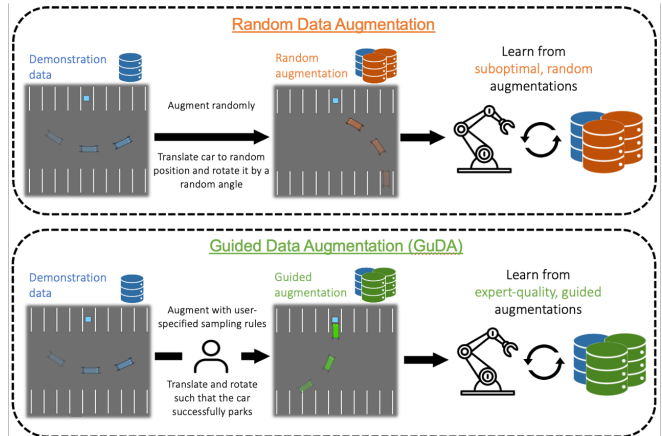 Random Data Augmentation
Demonstration
data
Augment randomly
Translate car to random
position and rotate it by a
random angle
Random
augmentation
Learn from
suboptimal, random
augmentations
Guided Data Augmentation (GuDA)
Demonstration
data
Augment with user-
specified sampling rules
Translate and rotate
such that the car
successfully parks
Guided
augmentation
Learn from
expert-quality, guided
augmentations